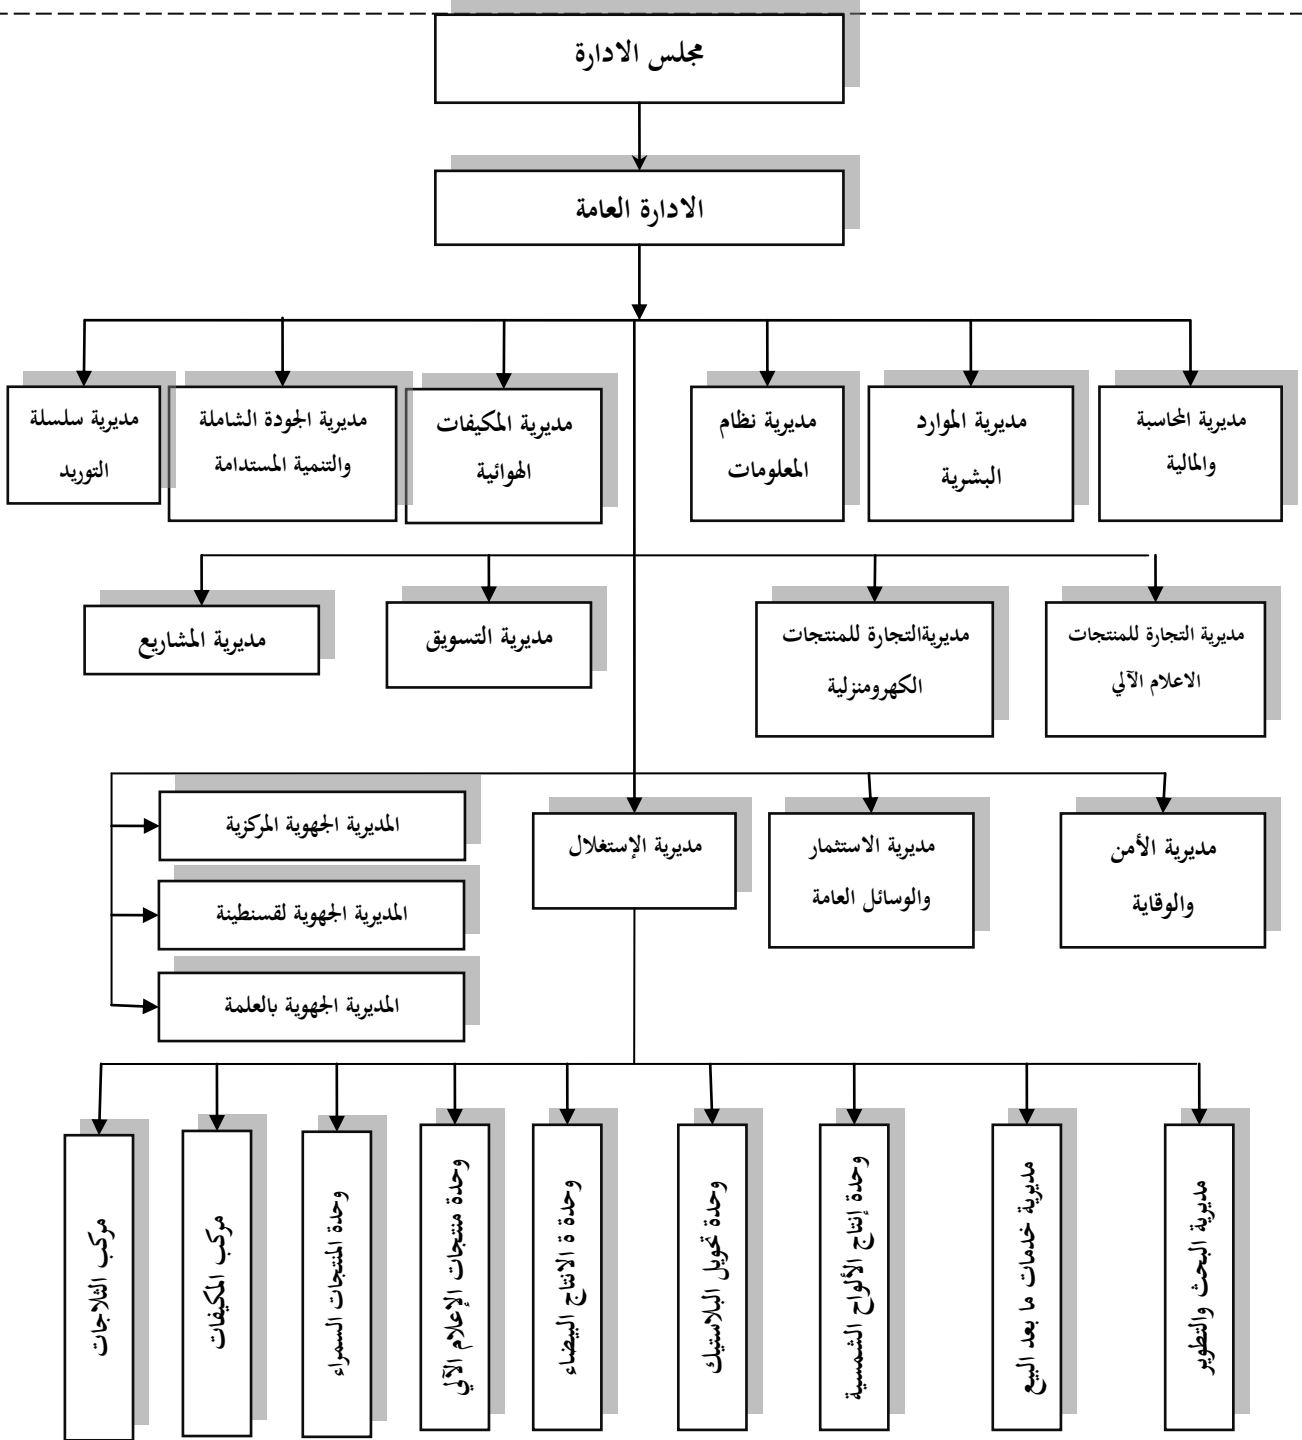 مجلس الادارة
الادارة العامة
مديرية المحاسبة
والمالية
مديرية الموارد
البشرية
مديرية نظام
المعلومات
مديرية المكيفات
الهوائية
مديرية الجودة الشاملة
والتنمية المستدامة
مديرية سلسلة
التوريد
مديرية التجارة للمنتجات
الاعلام الآلي
مديريةالتجارة للمنتجات
الكهرومنزلية
مديرية التسويق
مديرية المشاريع
مديرية الأمن
والوقاية
مديرية الاستثمار
والوسائل العامة
مديرية الإستغلال
المديرية الجهوية المركزية
المديرية الجهوية لقسنطينة
المديرية الجهوية بالعلمة
مديرية البحث والتطوير
مديرية خدمات ما بعد البيع
وحدة إنتاج الألواح الشمسية
وحدة تحويل البلاستيك
وحدة ة الانتاج البيضاء
وحدة منتجات الإعلام الآلي
وحدة المنتجات السمراء
مركب المكيفات
مركب الثلاجات